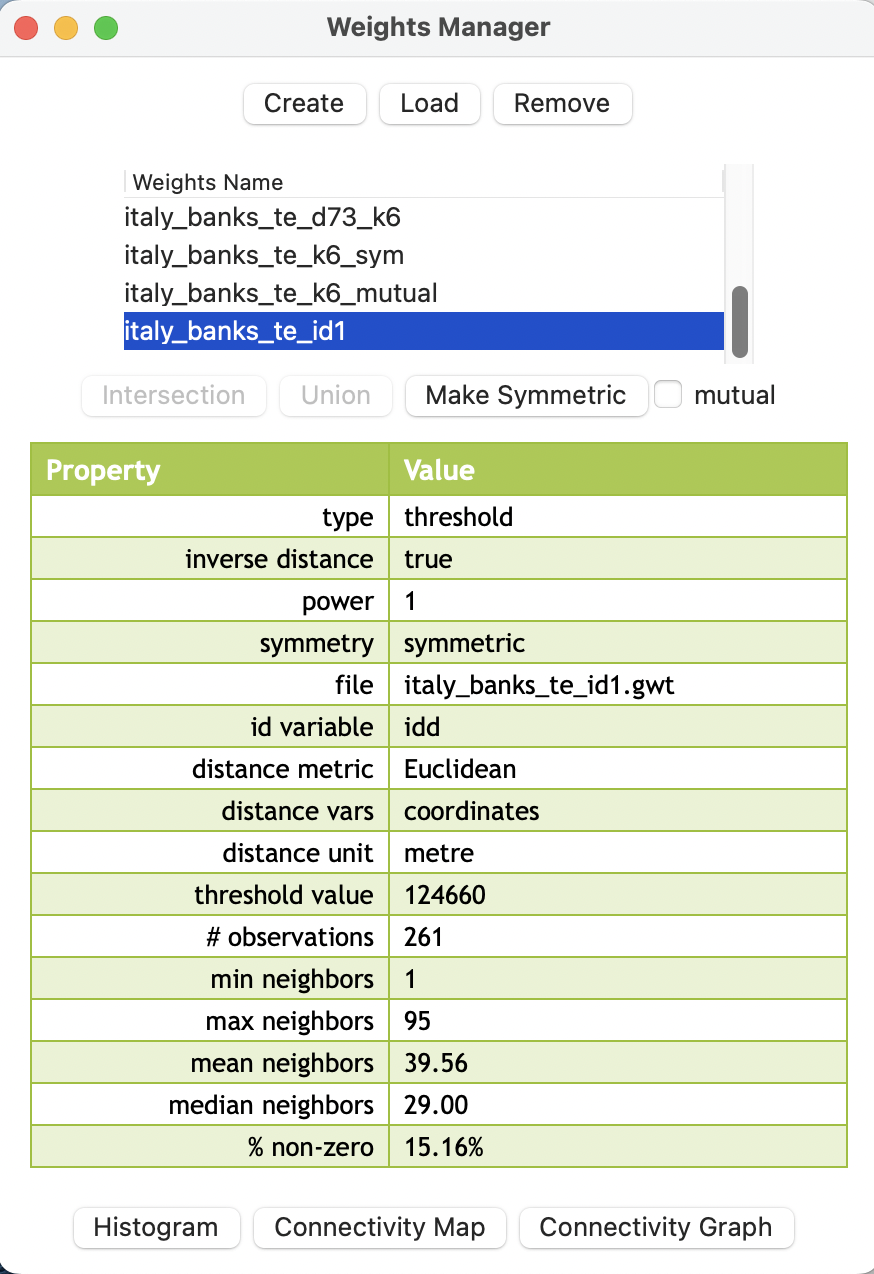 Weights Manager
Create Load Remove
Weights Name
italy_banks_te_d73_k6
italy_banks_te_k6_sym
italy_banks_te_k6_mutual
italy_banks_te_id1
Intersection Union Make Symmetric mutual
Property Value
type threshold
inverse distance true
power 1
symmetry symmetric
file italy_banks_te_id1.gwt
id variable idd
distance metric Euclidean
distance vars coordinates
distance unit metre
threshold value 124660
# observations 261
min neighbors 1
max neighbors 95
mean neighbors 39.56
median neighbors 29.00
% non-zero 15.16%
Histogram Connectivity Map Connectivity Graph